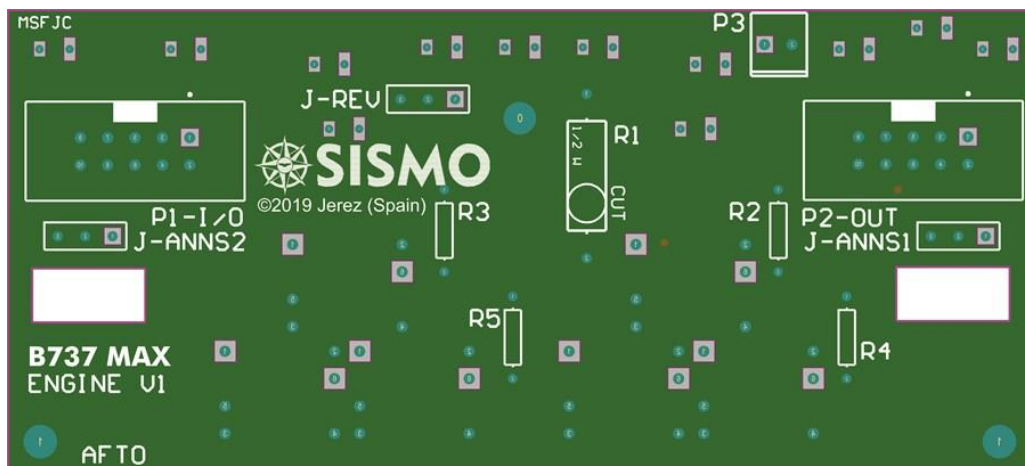 MSFJC
P3
J-REV
R1
1/2 W
CUT
SISMO
©2019 Jerez (Spain)
P1-I/O
J-ANNS2
R3
R2
P2-OUT
J-ANNS1
R5
R4
B737 MAX
ENGINE V1
AFTO